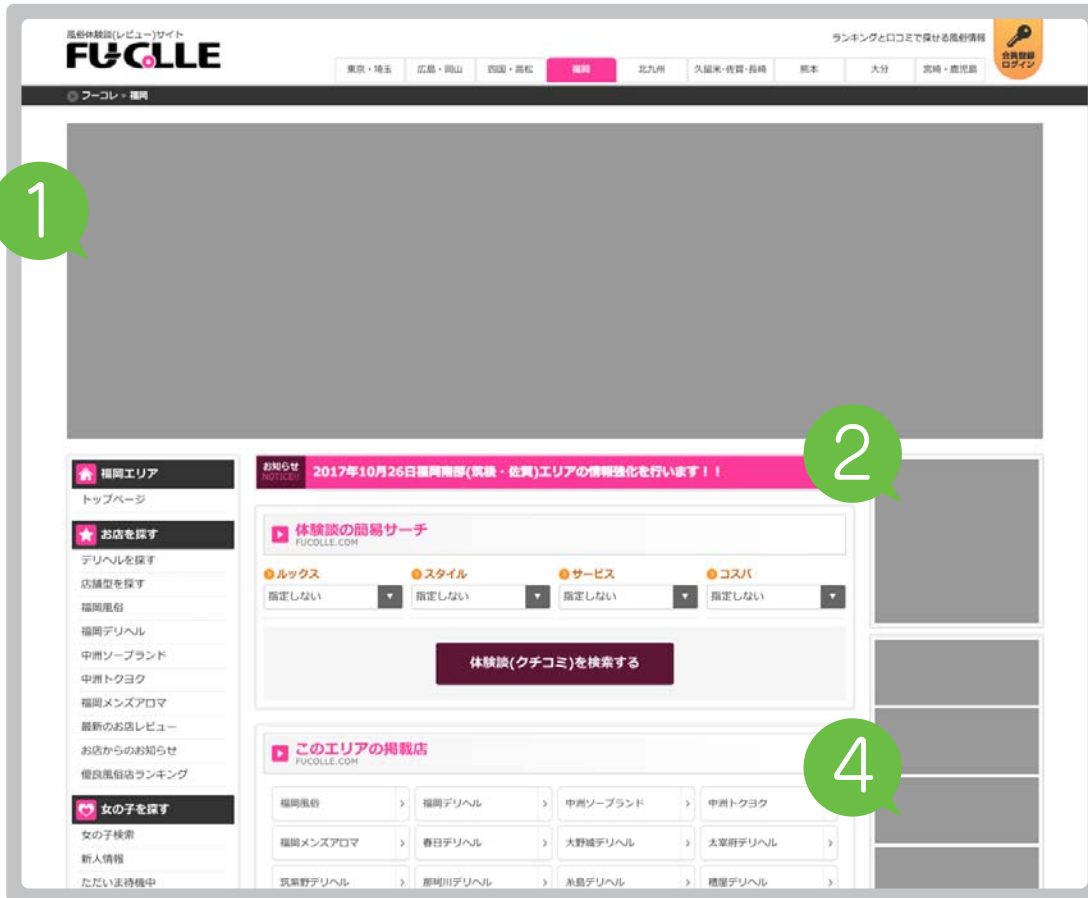 風俗体験談(レビュー)サイト
FUCOLLE
ランキングと口コミで探せる風俗情報
会員登録
ログイン
東京・埼玉
広島・岡山
四国・高松
福岡
北九州
久留米・佐賀・長崎
熊本
大分
宮崎・鹿児島
フーコレ » 福岡
1
2
福岡エリア
トップページ
お店を探す
デリヘルを探す
店舗型を探す
福岡風俗
福岡デリヘル
中洲ソープランド
中洲トクヨク
福岡メンズアロマ
最新のお店レビュー
お店からのお知らせ
優良風俗店ランキング
女の子を探す
女の子検索
新人情報
ただいま待機中
お知らせ
NOTICE!!
2017年10月26日福岡南部(筑後・佐賀)エリアの情報強化を行います！！
体験談の簡易サーチ
FUCOLLE.COM
ルックス
スタイル
サービス
コスパ
指定しない
指定しない
指定しない
指定しない
体験談(クチコミ)を検索する
4
このエリアの掲載店
FUCOLLE.COM
福岡風俗
福岡デリヘル
中洲ソープランド
中洲トクヨク
福岡メンズアロマ
春日デリヘル
大野城デリヘル
太宰府デリヘル
筑紫野デリヘル
那珂川デリヘル
糸島デリヘル
糟屋デリヘル